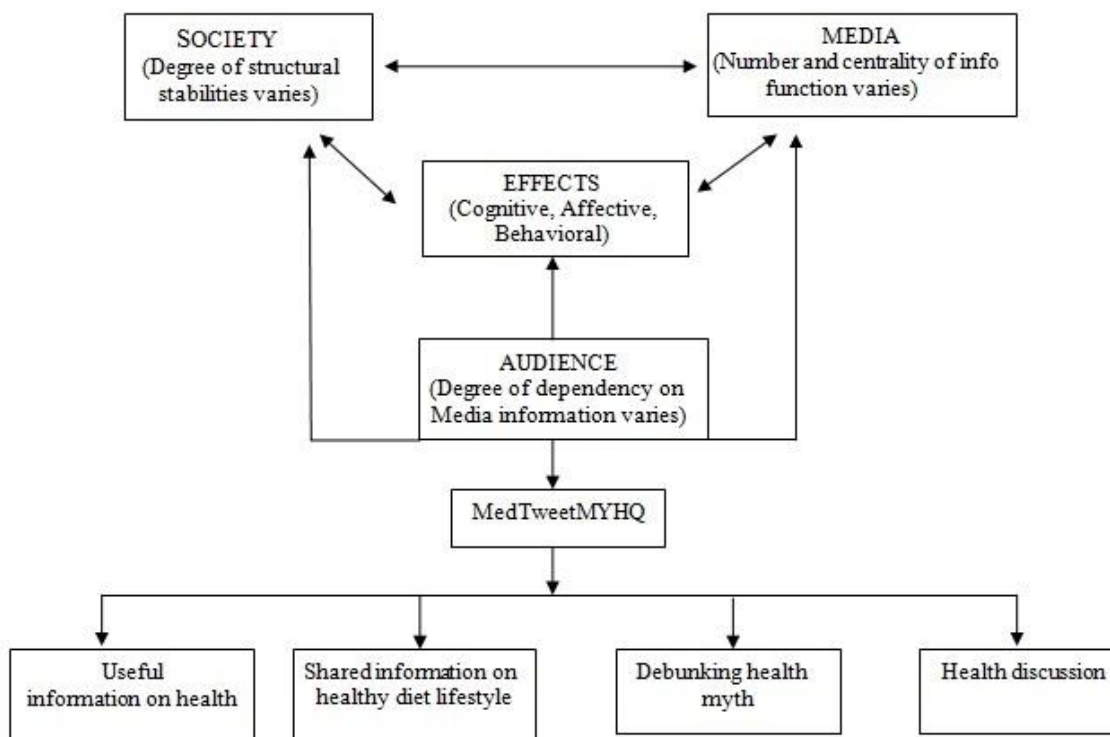 SOCIETY
(Degree of structural
stabilities varies)
MEDIA
(Number and centrality of info
function varies)
EFFECTS
(Cognitive, Affective,
Behavioral)
AUDIENCE
(Degree of dependency on
Media information varies)
MedTweetMYHQ
Useful
information on health
Shared information on
healthy diet lifestyle
Debunking health
myth
Health discussion